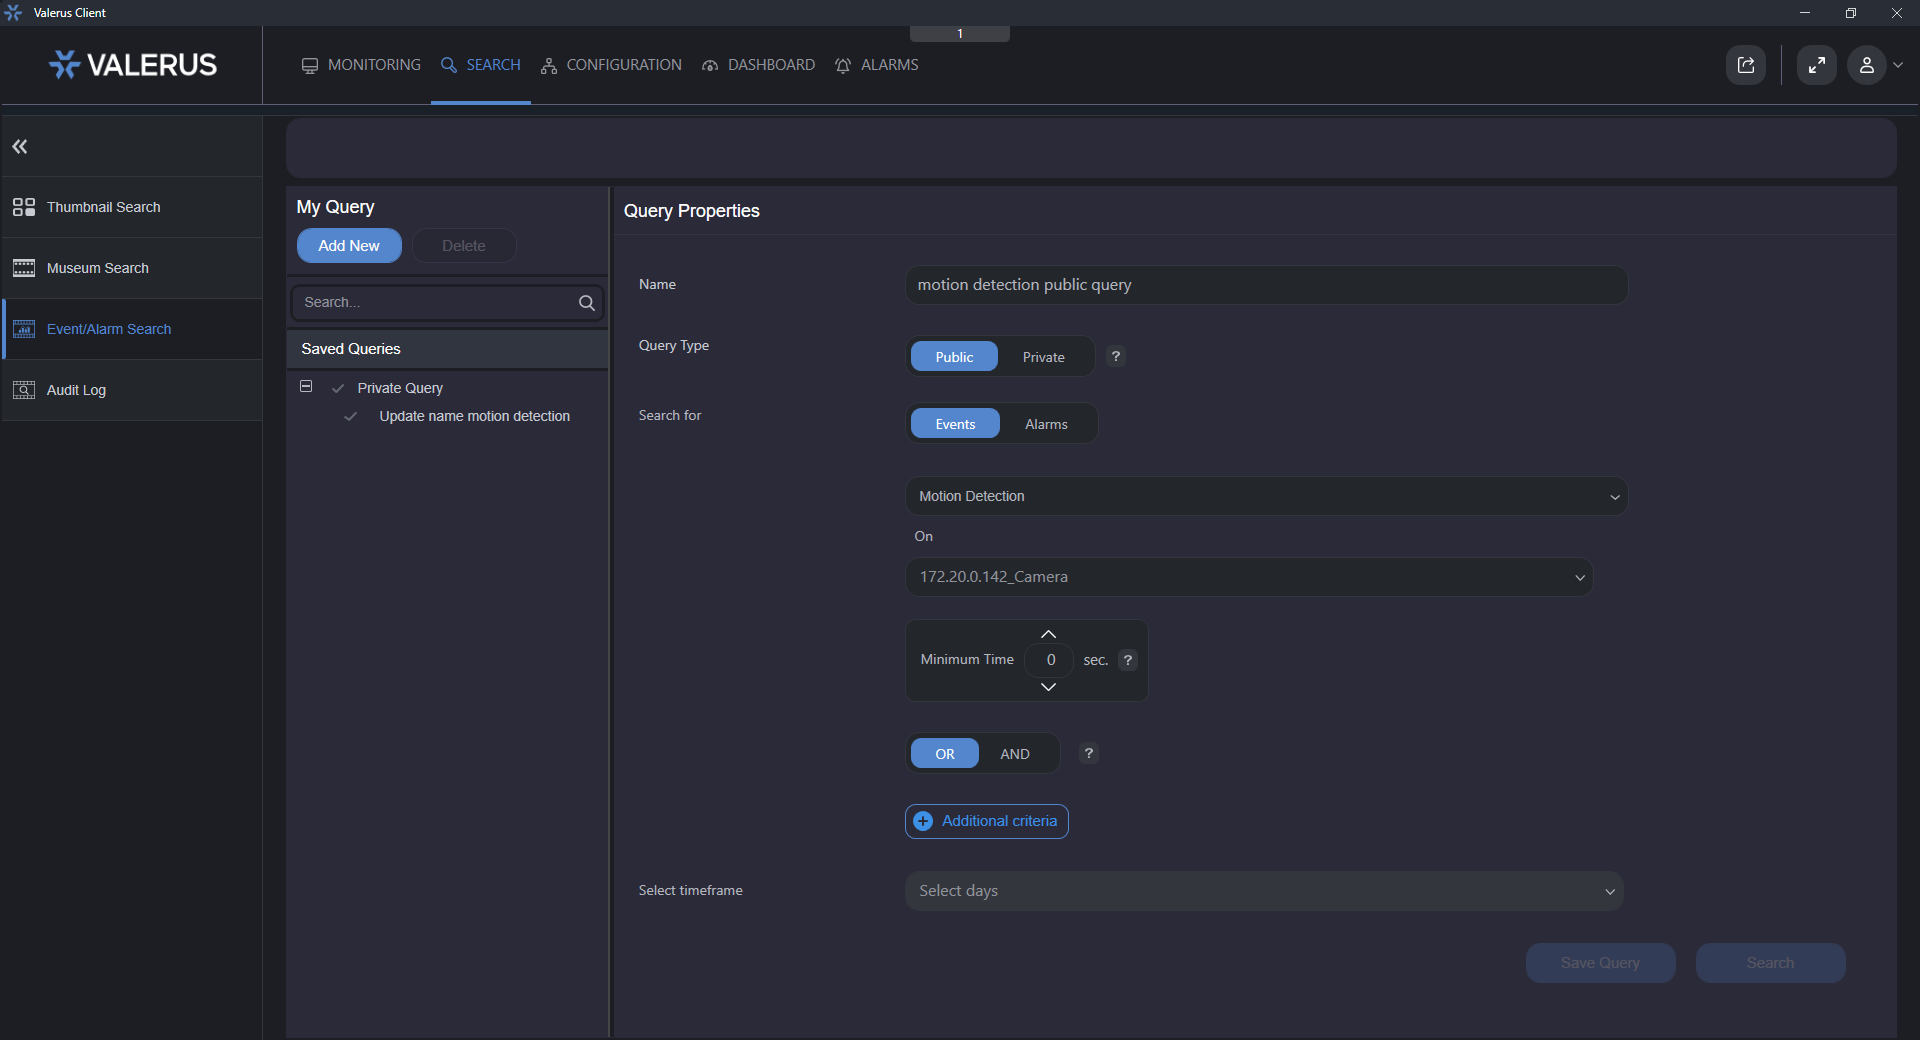 Valerus Client
1
VALERUS
MONITORING
SEARCH
CONFIGURATION
DASHBOARD
ALARMS
Thumbnail Search
Museum Search
Event/Alarm Search
Audit Log
My Query
Add New
Delete
Search...
Saved Queries
Private Query
Update name motion detection
Query Properties
Name
motion detection public query
Query Type
Public
Private
?
Search for
Events
Alarms
Motion Detection
On
172.20.0.142_Camera
Minimum Time
0
sec.
?
OR
AND
?
Additional criteria
Select timeframe
Select days
Save Query
Search